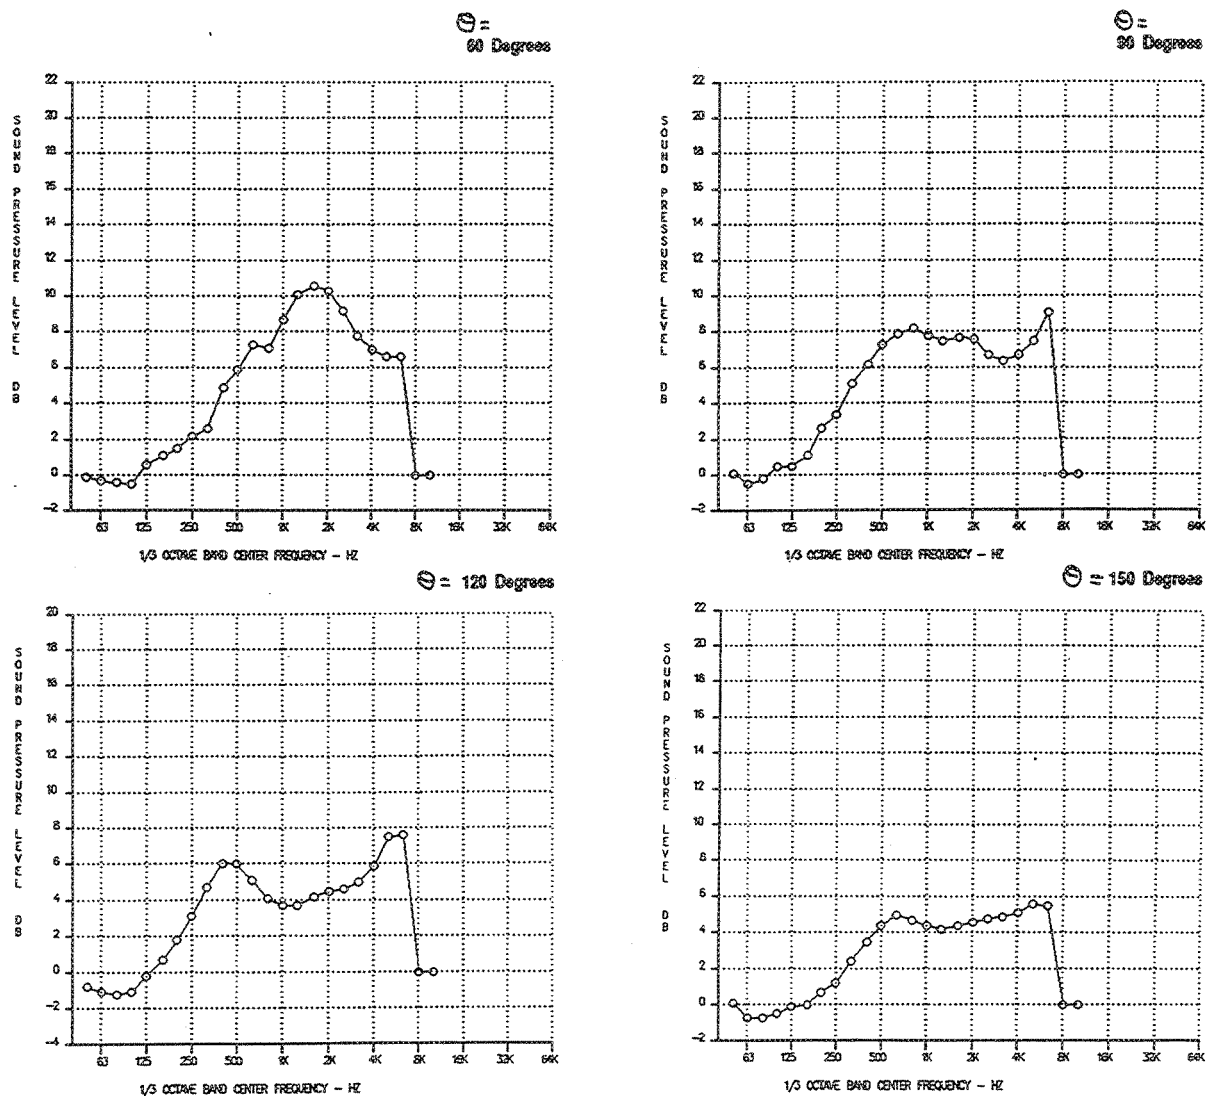 Θ =
60 Degrees
22
20
18
16
14
12
10
8
6
4
2
0
-2
SOUND PRESSURE LEVEL DB
63 125 250 500 1K 2K 4K 8K 16K 32K 64K
1/3 OCTAVE BAND CENTER FREQUENCY - HZ
Θ =
90 Degrees
22
20
18
16
14
12
10
8
6
4
2
0
-2
SOUND PRESSURE LEVEL DB
63 125 250 500 1K 2K 4K 8K 16K 32K 64K
1/3 OCTAVE BAND CENTER FREQUENCY - HZ
Θ = 120 Degrees
20
18
16
14
12
10
8
6
4
2
0
-2
-4
SOUND PRESSURE LEVEL DB
63 125 250 500 1K 2K 4K 8K 16K 32K 64K
1/3 OCTAVE BAND CENTER FREQUENCY - HZ
Θ = 150 Degrees
22
20
18
16
14
12
10
8
6
4
2
0
-2
SOUND PRESSURE LEVEL DB
63 125 250 500 1K 2K 4K 8K 16K 32K 64K
1/3 OCTAVE BAND CENTER FREQUENCY - HZ